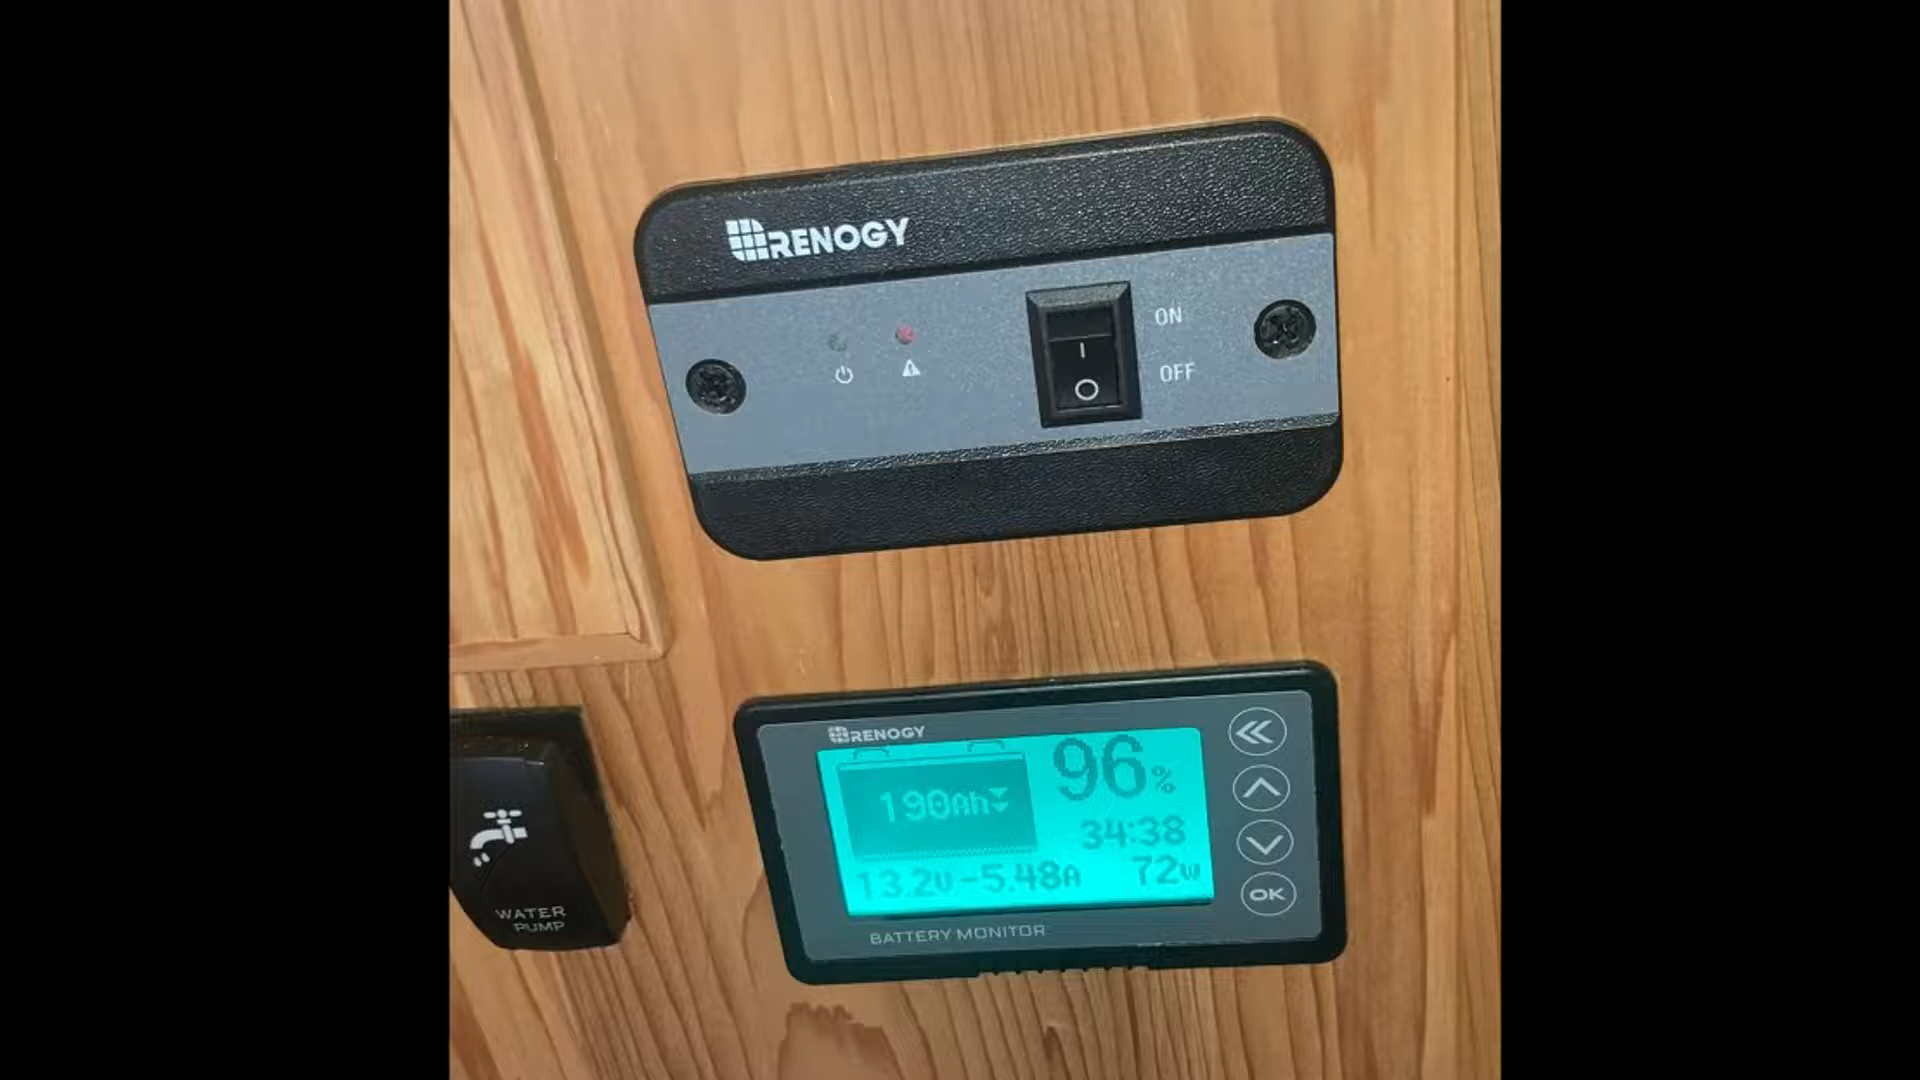 RENOGY
ON
OFF
RENOGY
190Ah
96%
34:38
13.2V -5.48A 72W
OK
BATTERY MONITOR
WATER
PUMP